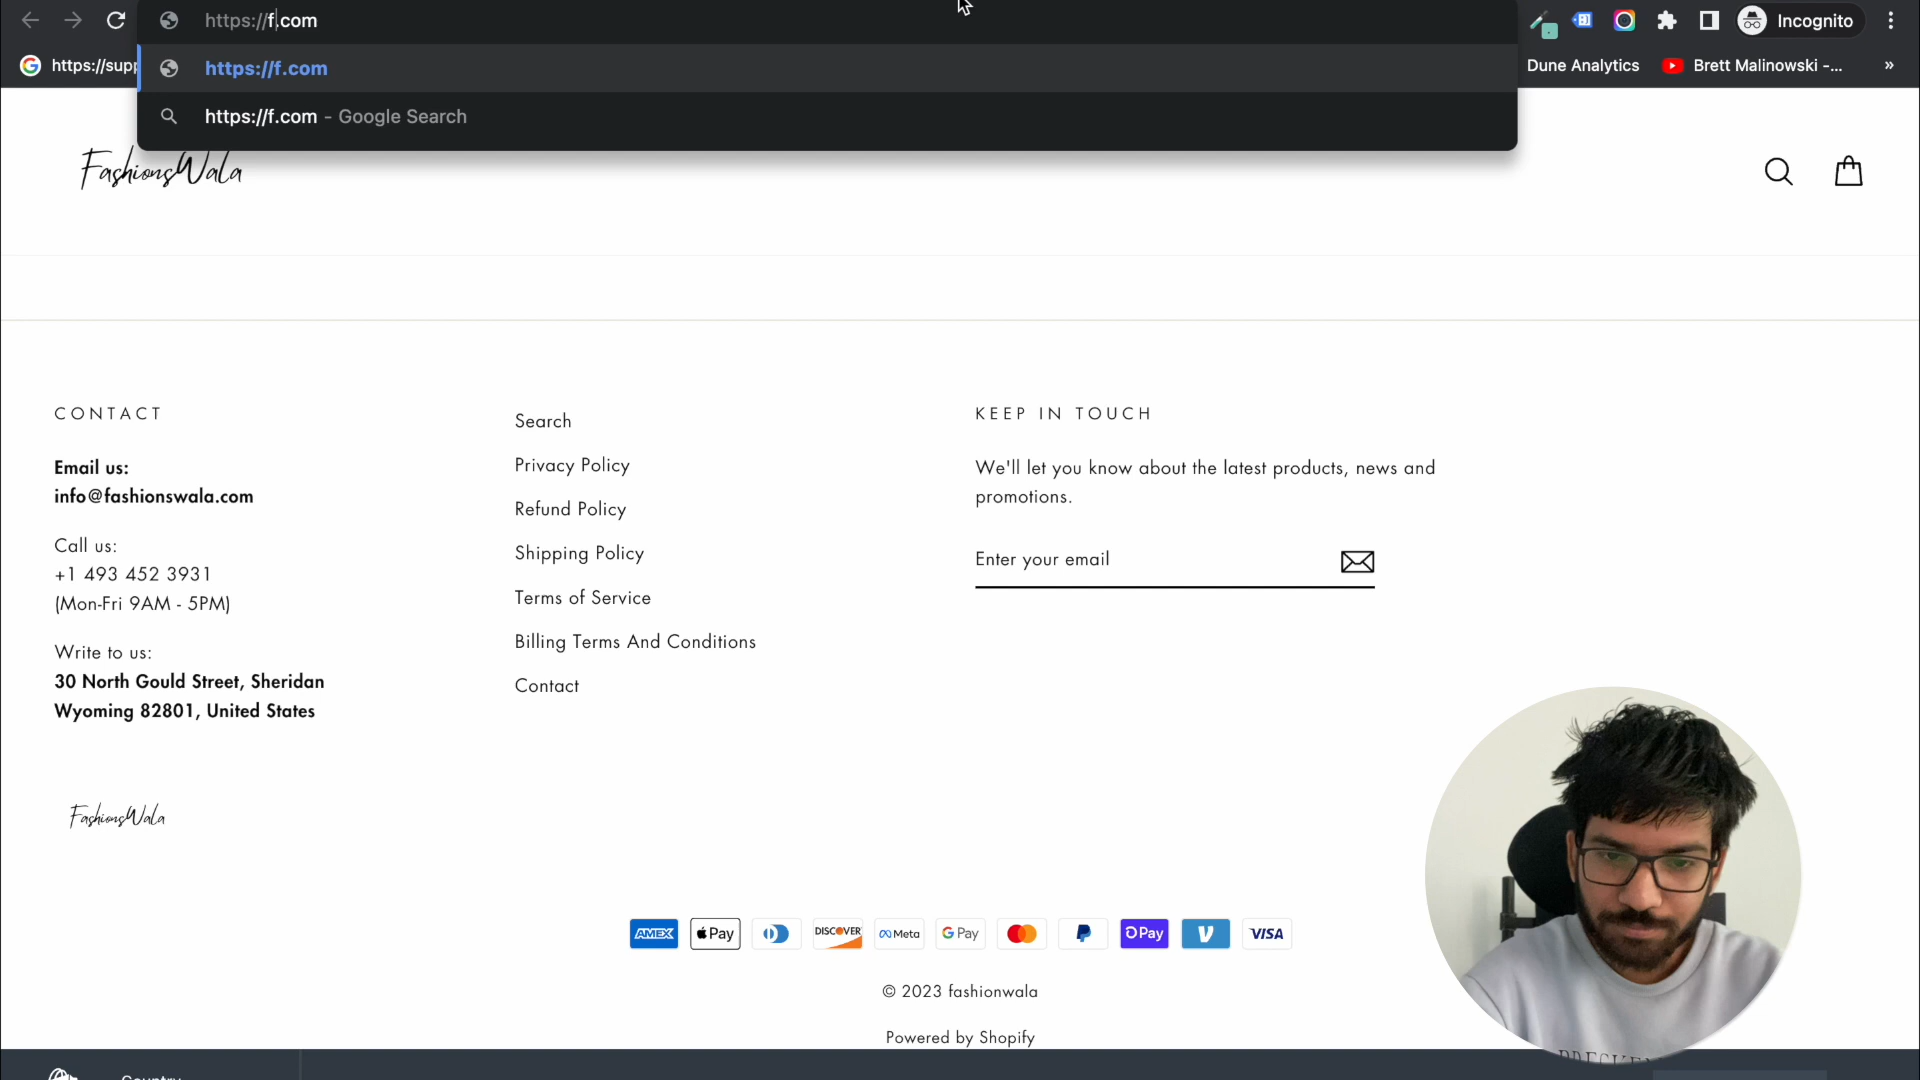 https://f.com
Incognito
https://supp
https://f.com
Dune Analytics
Brett Malinowski -...
»
https://f.com - Google Search
FashionsWala
CONTACT
Email us:
info@fashionswala.com
Call us:
+1 493 452 3931
(Mon-Fri 9AM - 5PM)
Write to us:
30 North Gould Street, Sheridan
Wyoming 82801, United States
Search
Privacy Policy
Refund Policy
Shipping Policy
Terms of Service
Billing Terms And Conditions
Contact
KEEP IN TOUCH
We'll let you know about the latest products, news and
promotions.
Enter your email
FashionsWala
AMEX Pay DISCOVER Meta G Pay Pay V VISA
© 2023 fashionwala
Powered by Shopify
Country